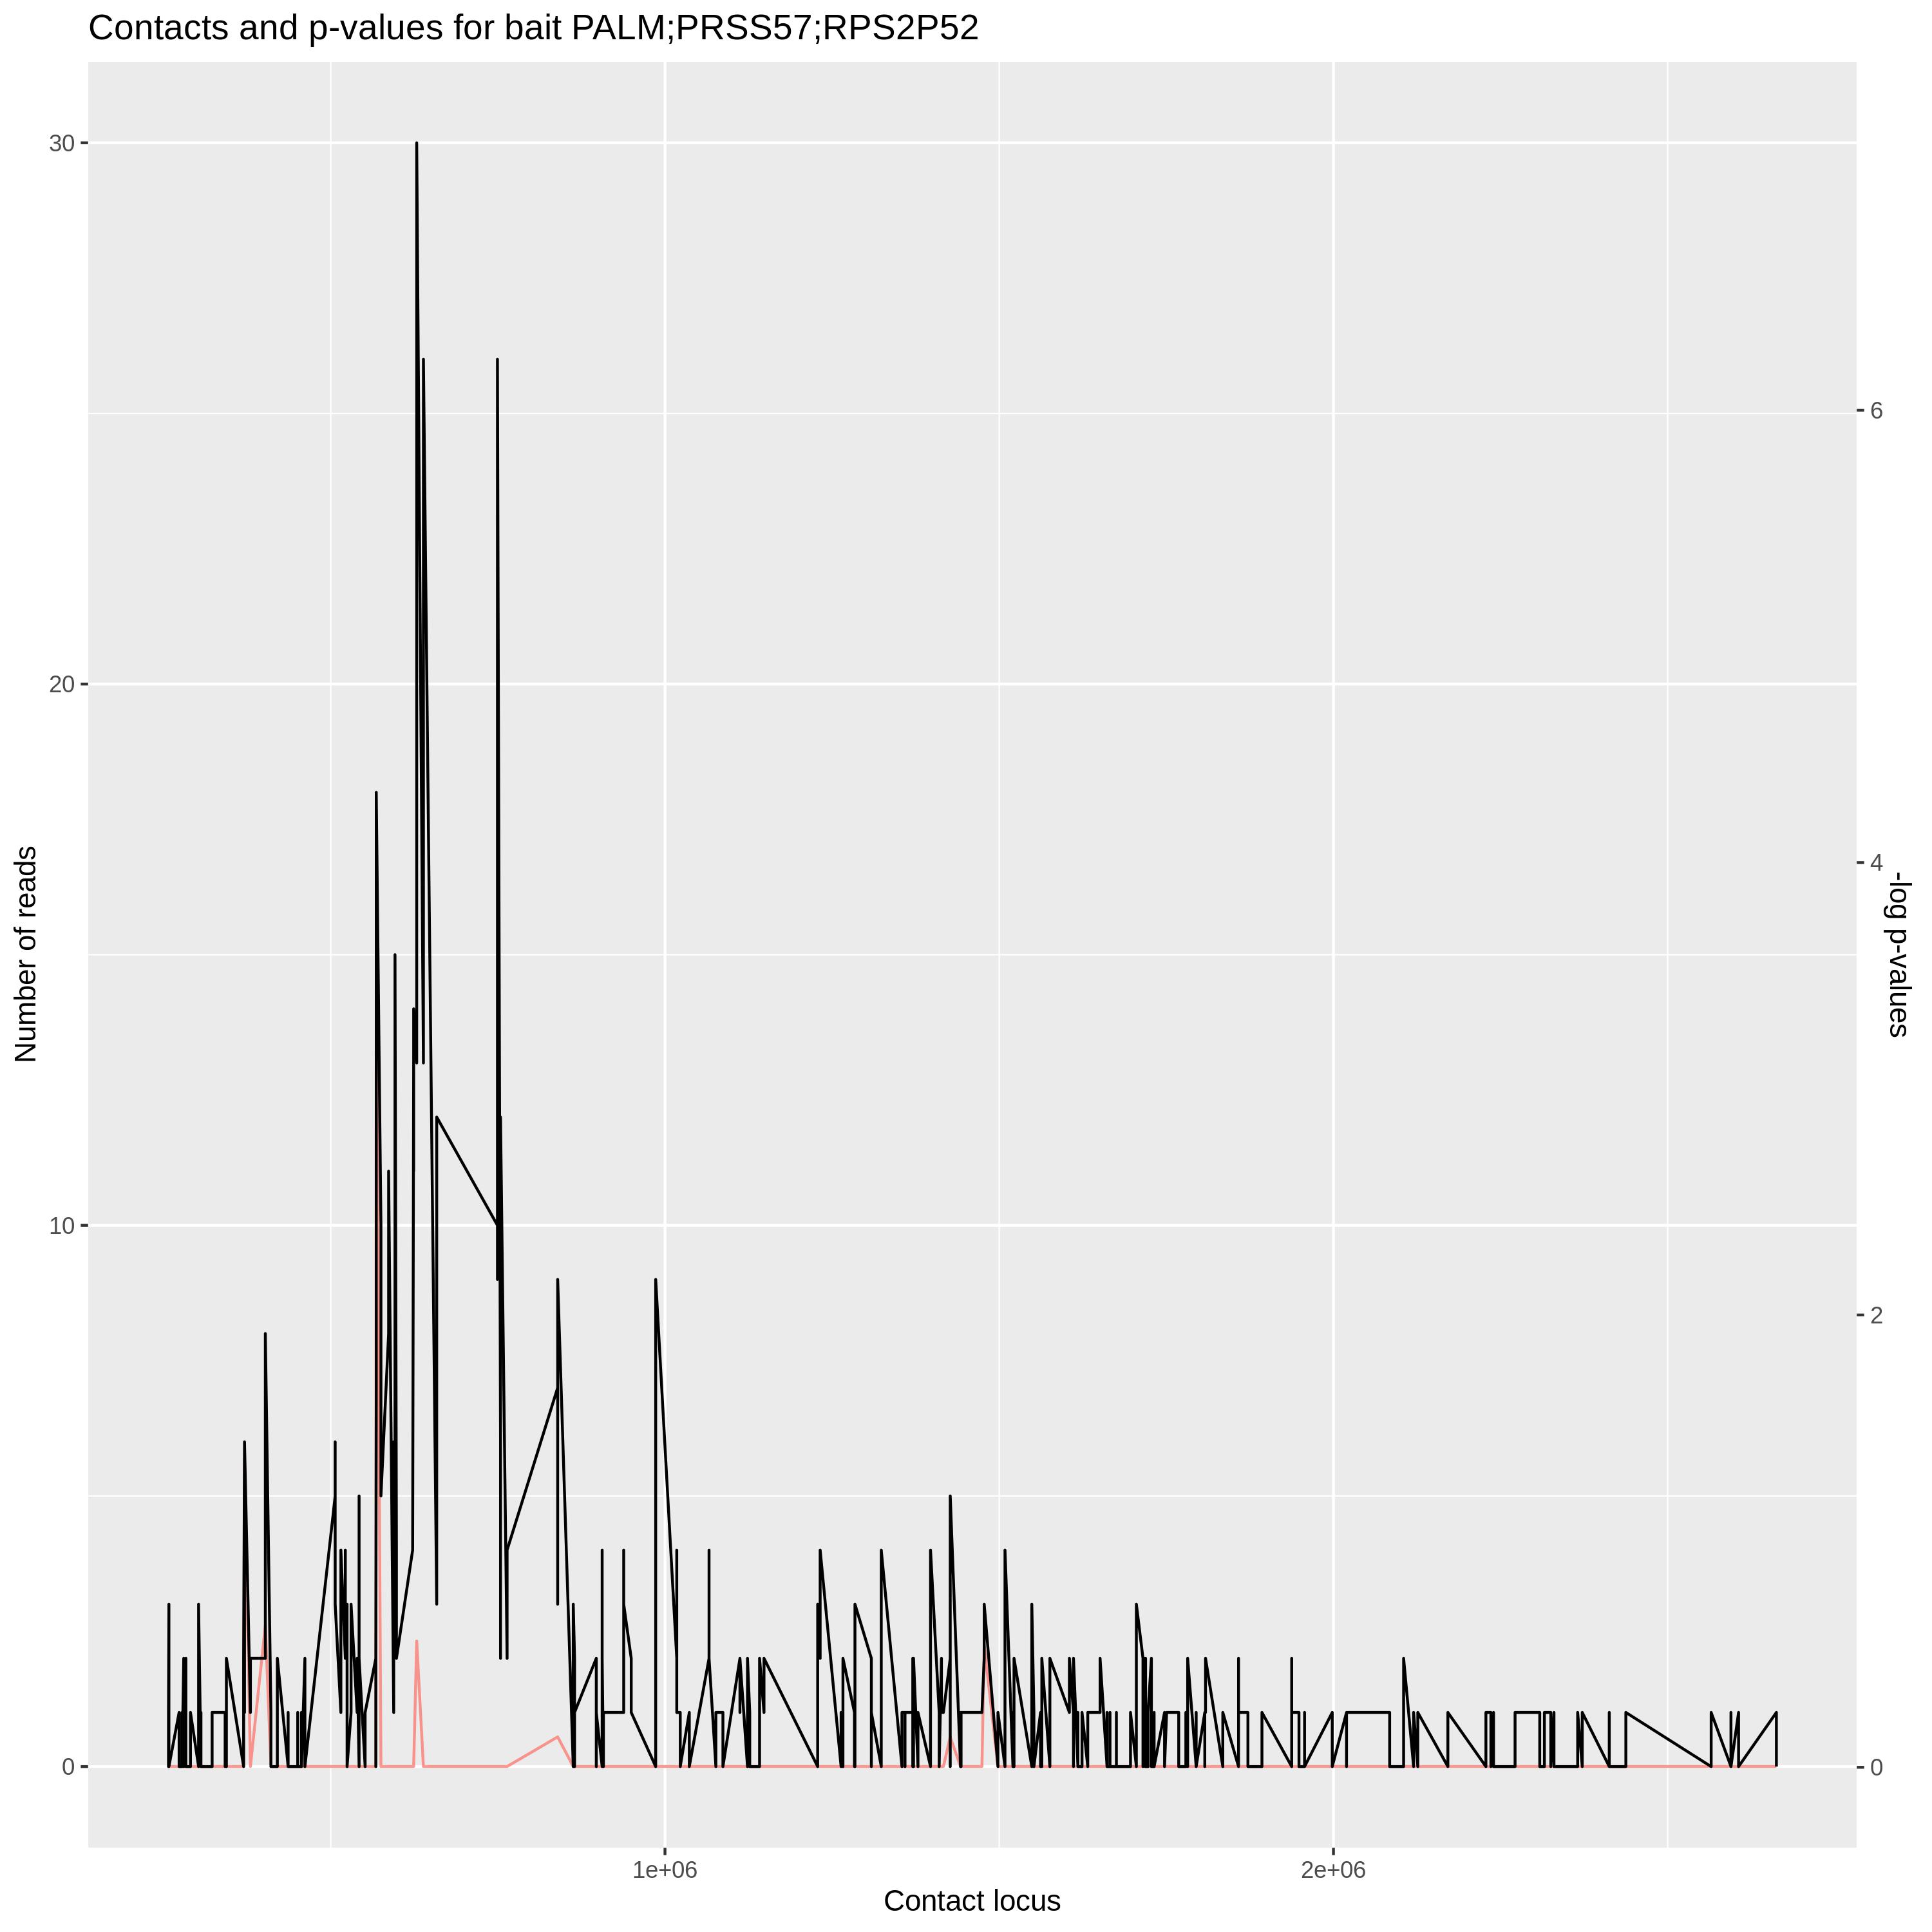 Contacts and p-values for bait PALM;PRSS57;RPS2P52
30
20
10
0
6
4
2
0
Number of reads
-log p-values
1e+06
2e+06
Contact locus